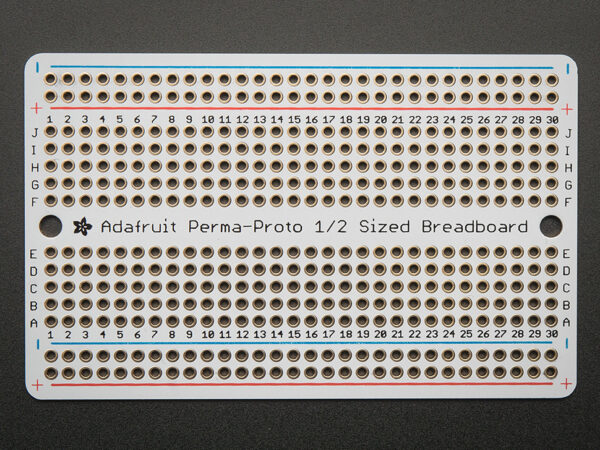 - -
+ +
1 2 3 4 5 6 7 8 9 10 11 12 13 14 15 16 17 18 19 20 21 22 23 24 25 26 27 28 29 30
J J
I I
H H
G G
F F
Adafruit Perma-Proto 1/2 Sized Breadboard
E E
D D
C C
B B
A A
1 2 3 4 5 6 7 8 9 10 11 12 13 14 15 16 17 18 19 20 21 22 23 24 25 26 27 28 29 30
- -
+ +